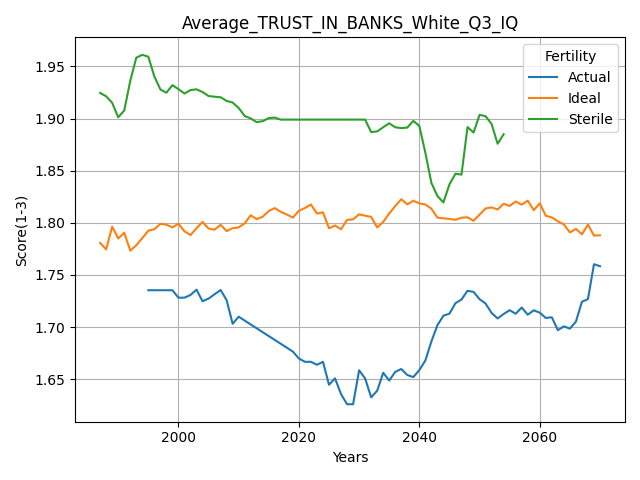 Average_TRUST_IN_BANKS_White_Q3_IQ
Fertility
Actual
Ideal
Sterile
Score(1-3)
1.95
1.90
1.85
1.80
1.75
1.70
1.65
2000
2020
2040
2060
Years